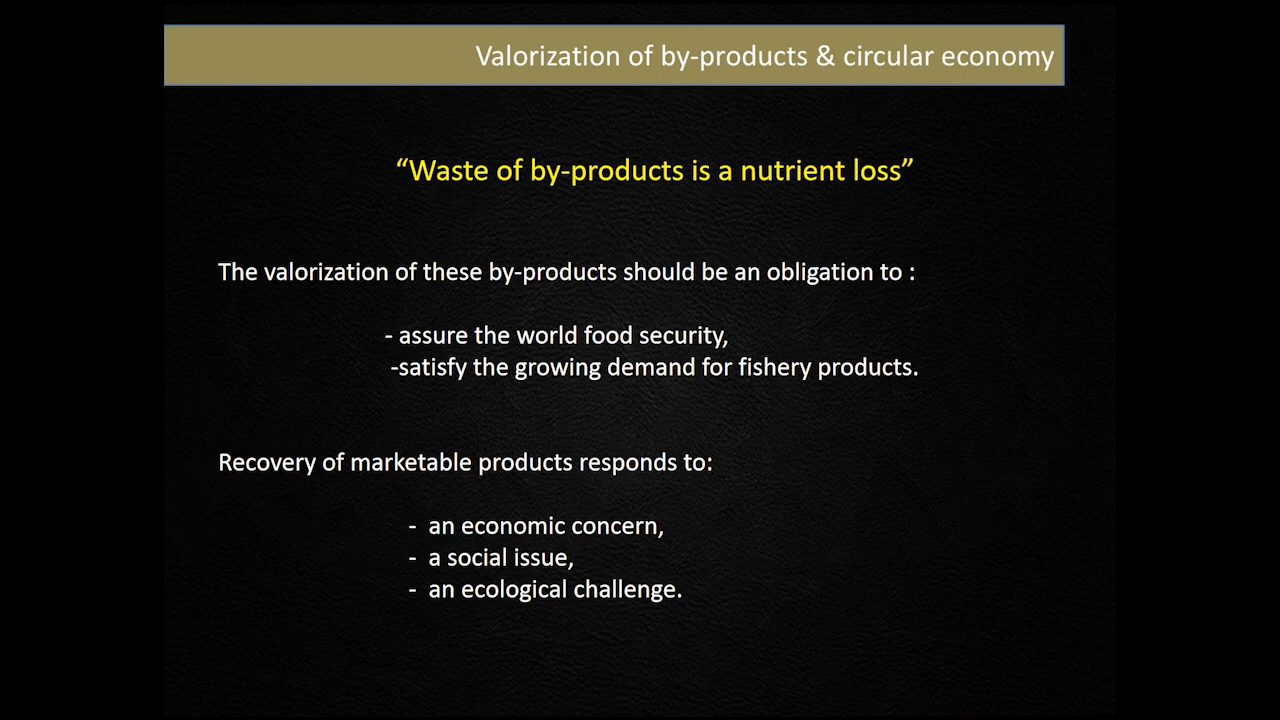 Valorization of by-products & circular economy
“Waste of by-products is a nutrient loss”
The valorization of these by-products should be an obligation to :
- assure the world food security,
-satisfy the growing demand for fishery products.
Recovery of marketable products responds to:
- an economic concern,
- a social issue,
- an ecological challenge.